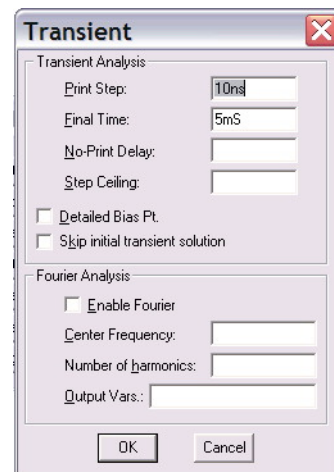 Transient
Transient Analysis
Print Step: 10ns
Final Time: 5mS
No-Print Delay:
Step Ceiling:
Detailed Bias Pt.
Skip initial transient solution
Fourier Analysis
Enable Fourier
Center Frequency:
Number of harmonics:
Output Vars.:
OK Cancel